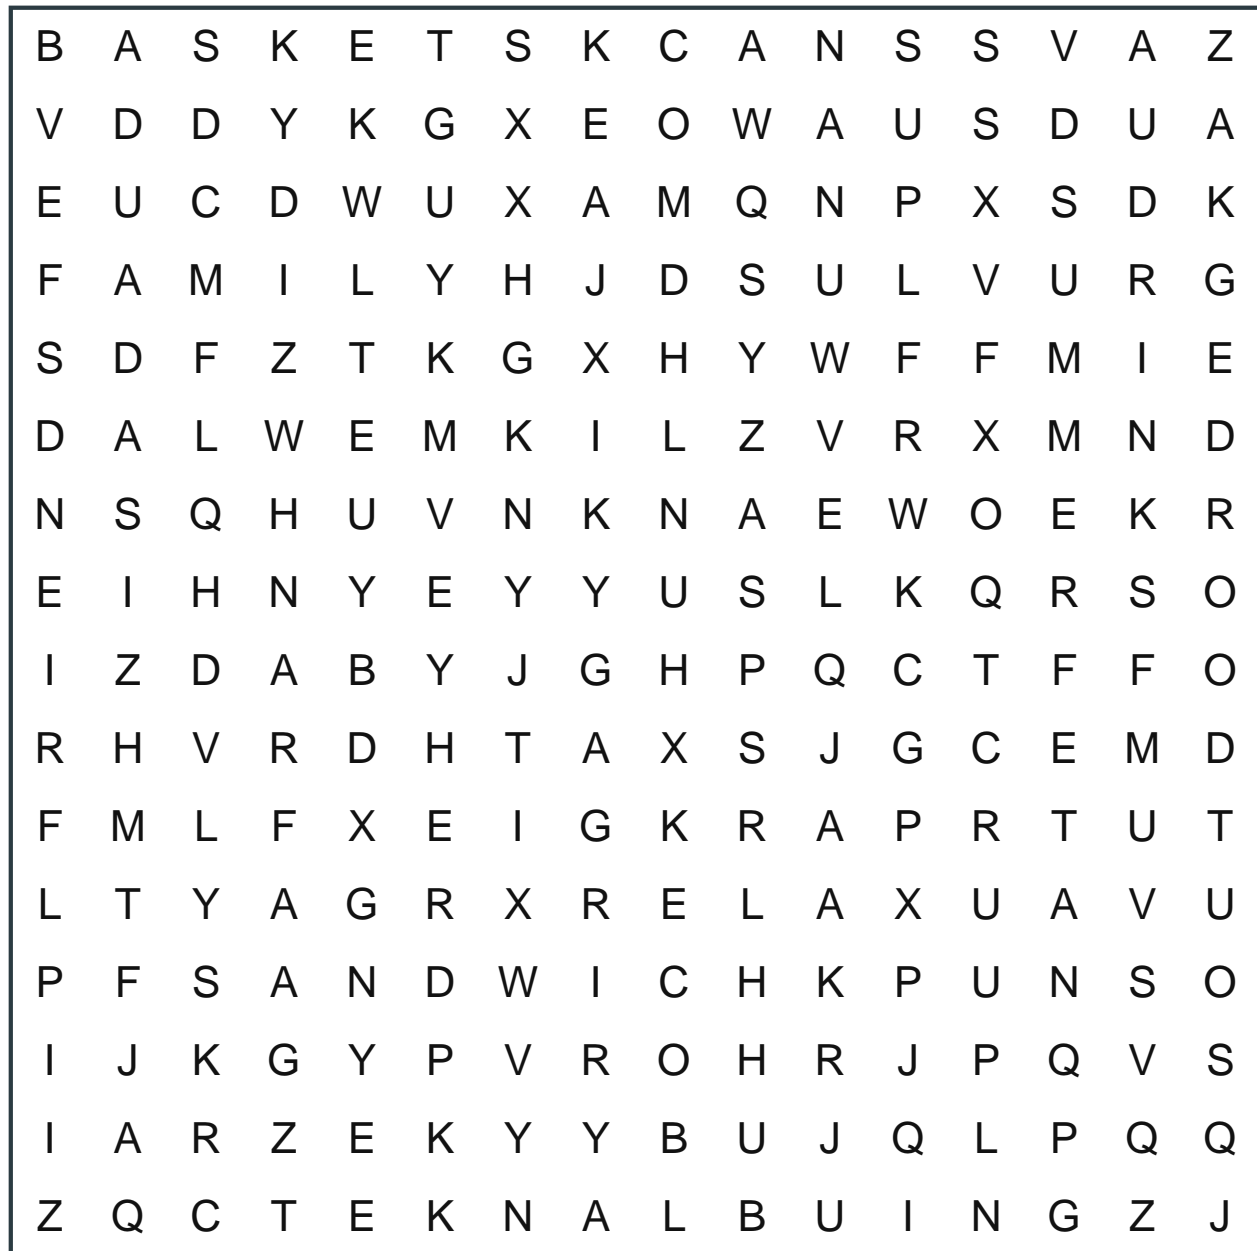 B A S K E T S K C A N S S V A Z
V D D Y K G X E O W A U S D U A
E U C D W U X A M Q N P X S D K
F A M I L Y H J D S U L V U R G
S D F Z T K G X H Y W F F M I E
D A L W E M K I L Z V R X M N D
N S Q H U V N K N A E W O E K R
E I H N Y E Y Y U S L K Q R S O
I Z D A B Y J G H P Q C T F F O
R H V R D H T A X S J G C E M D
F M L F X E I G K R A P R T U T
L T Y A G R X R E L A X U A V U
P F S A N D W I C H K P U N S O
I J K G Y P V R O H R J P Q V S
I A R Z E K Y Y B U J Q L P Q Q
Z Q C T E K N A L B U I N G Z J